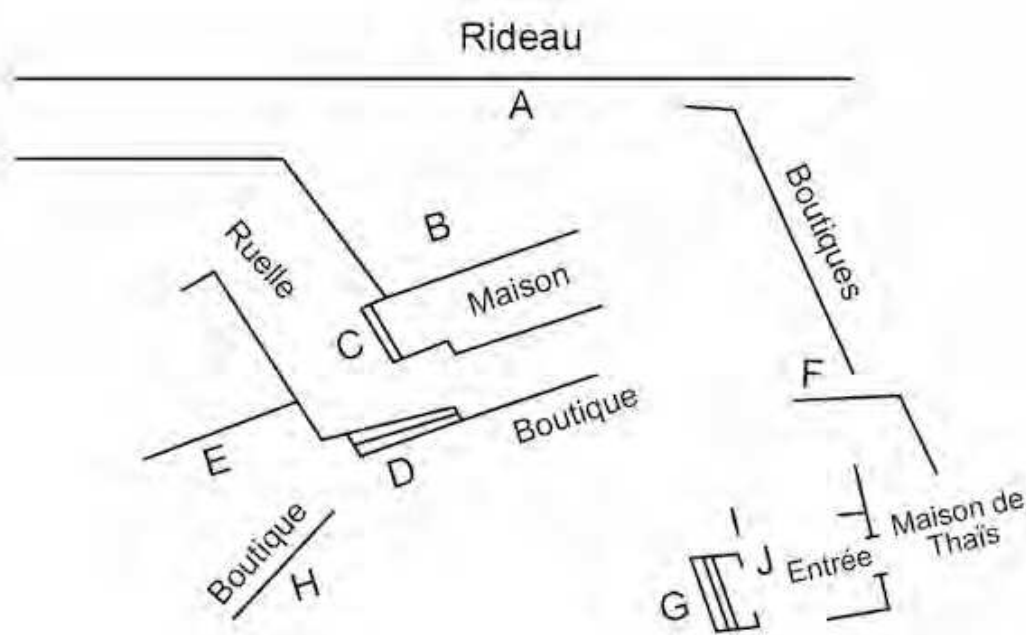 Rideau
A
Boutiques
B
Ruelle
Maison
C
F
Boutique
E
D
Maison de
Thaïs
Boutique
H
J
Entrée
G